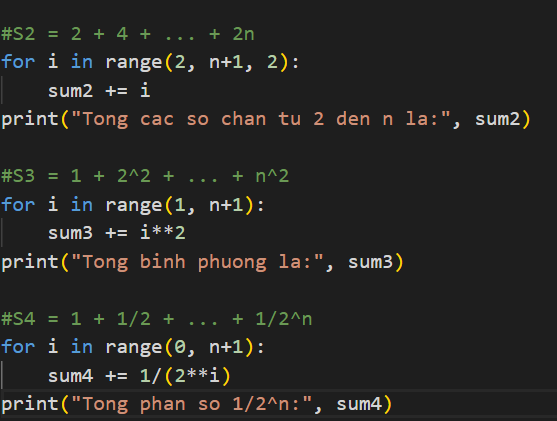 #S2 = 2 + 4 + ... + 2n
for i in range(2, n+1, 2):
    sum2 += i
print("Tong cac so chan tu 2 den n la:", sum2)
#S3 = 1 + 2^2 + ... + n^2
for i in range(1, n+1):
    sum3 += i**2
print("Tong binh phuong la:", sum3)
#S4 = 1 + 1/2 + ... + 1/2^n
for i in range(0, n+1):
    sum4 += 1/(2**i)
print("Tong phan so 1/2^n:", sum4)